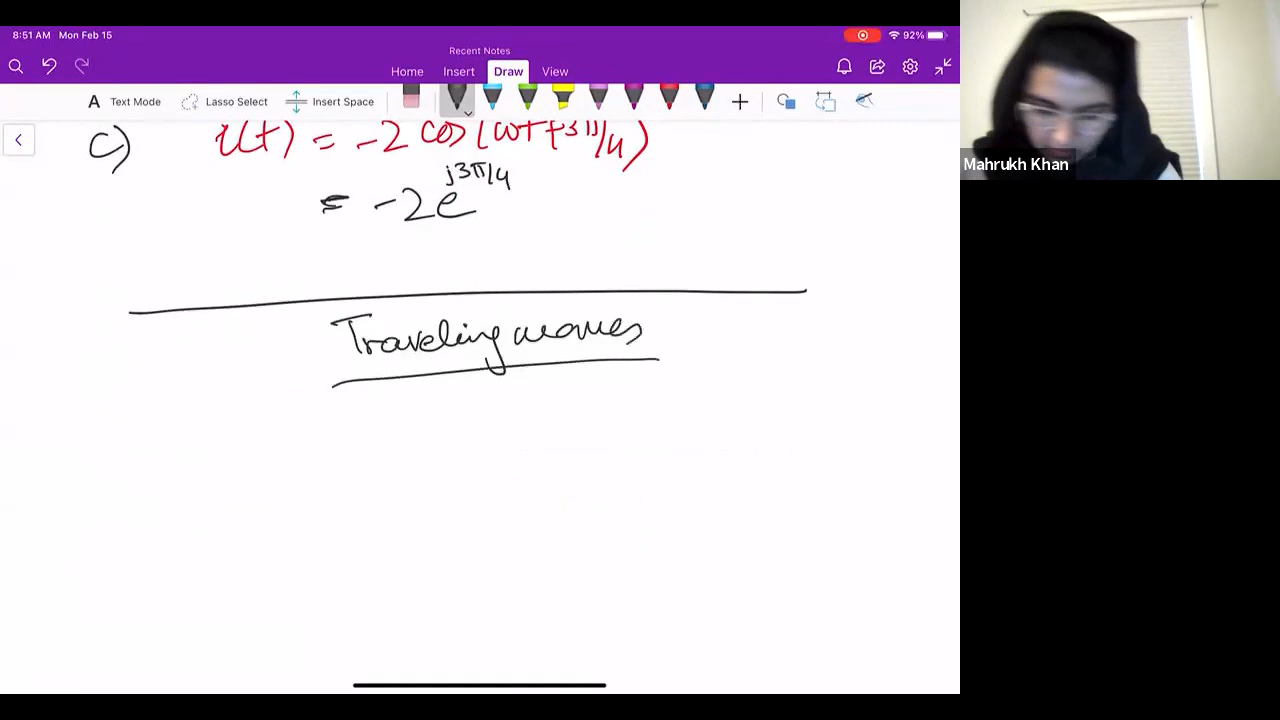 8:51 AM Mon Feb 15
92%
Recent Notes
Home Insert Draw View
A Text Mode Lasso Select Insert Space
c) i(t) = -2 cos(ωt + 3π/4)
= -2e^{j3π/4}
Traveling waves
Mahrukh Khan